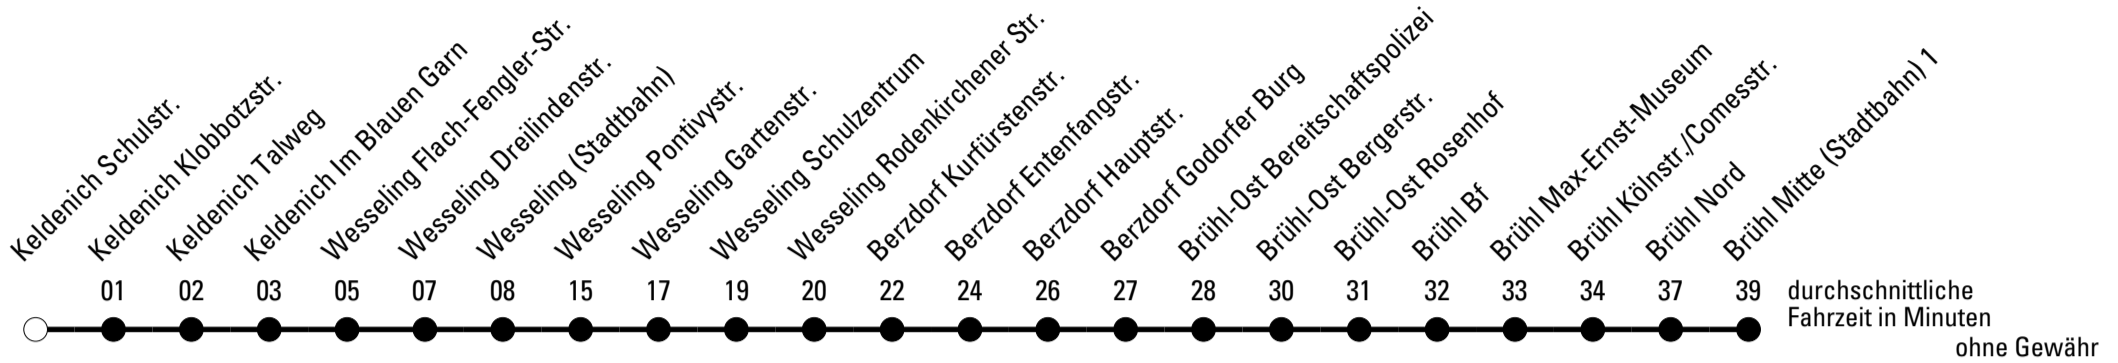 Keldenich Schulstr.
Keldenich Klobbotzstr.
Keldenich Talweg
Keldenich Im Blauen Garn
Wesseling Flach-Fengler-Str.
Wesseling Dreilindenstr.
Wesseling (Stadtbahn)
Wesseling Pontivystr.
Wesseling Gartenstr.
Wesseling Schulzentrum
Wesseling Rodenkirchener Str.
Berzdorf Kurfürstenstr.
Berzdorf Entenfangstr.
Berzdorf Hauptstr.
Berzdorf Godorfer Burg
Brühl-Ost Bereitschaftspolizei
Brühl-Ost Bergerstr.
Brühl-Ost Rosenhof
Brühl Bf
Brühl Max-Ernst-Museum
Brühl Kölnstr./Comesstr.
Brühl Nord
Brühl Mitte (Stadtbahn) 1
01 02 03 05 07 08 15 17 19 20 22 24 26 27 28 30 31 32 33 34 37 39
durchschnittliche
Fahrzeit in Minuten
ohne Gewähr